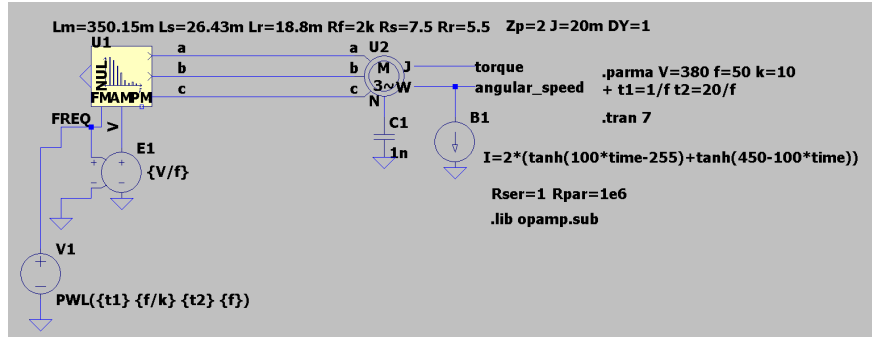 Lm=350.15m Ls=26.43m Lr=18.8m Rf=2k Rs=7.5 Rr=5.5 Zp=2 J=20m DY=1
U1
a
a
U2
NUL
b
b
M
3~
J
torque
W
angular_speed
.parma V=380 f=50 k=10
+ t1=1/f t2=20/f
c
c
N
FM AM PM
FREQ
V
C1
1n
B1
.tran 7
E1
{V/f}
I=2*(tanh(100*time-255)+tanh(450-100*time))
Rser=1 Rpar=1e6
.lib opamp.sub
V1
PWL({t1} {f/k} {t2} {f})